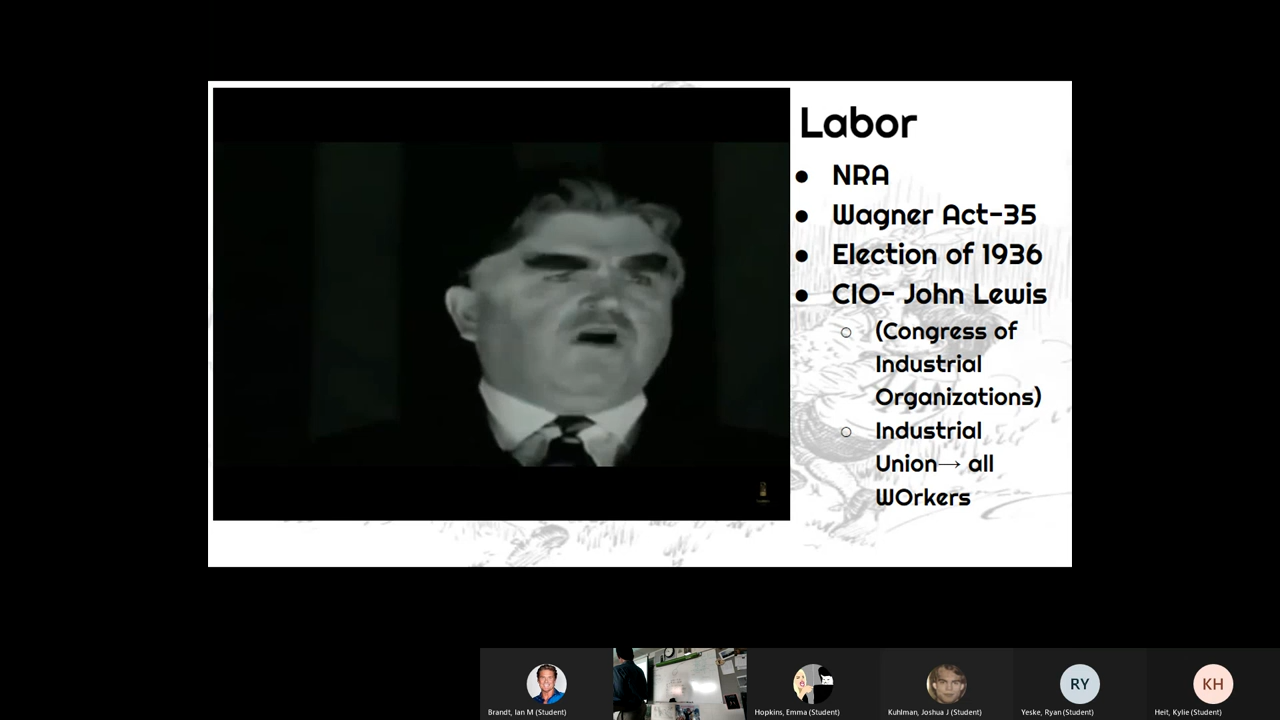 Labor
● NRA
● Wagner Act-35
● Election of 1936
● CIO- John Lewis
○ (Congress of
Industrial
Organizations)
○ Industrial
Union→ all
WOrkers
RY
KH
Brandt, Ian M (Student)
Hopkins, Emma (Student)
Kuhlman, Joshua J (Student)
Yeske, Ryan (Student)
Heit, Kylie (Student)